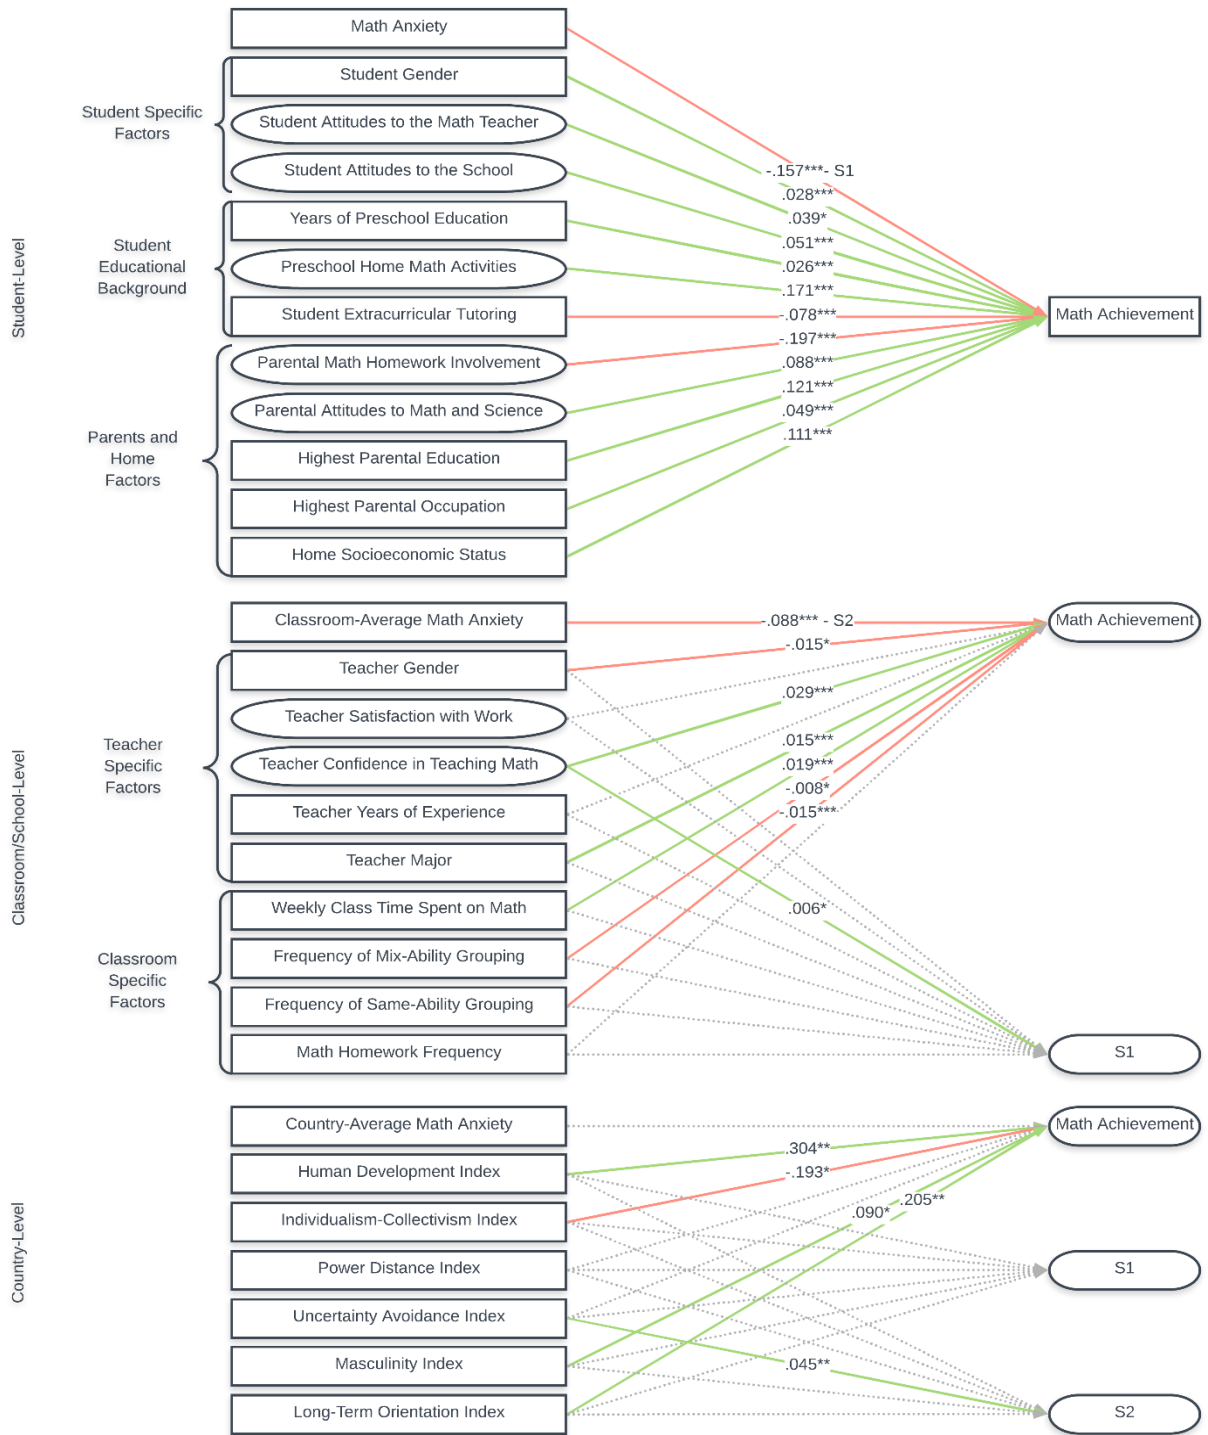 Student-Level
Math Anxiety
Student Specific
Factors
Student Gender
Student Attitudes to the Math Teacher
Student Attitudes to the School
Student
Educational
Background
Years of Preschool Education
Preschool Home Math Activities
Student Extracurricular Tutoring
Parents and
Home
Factors
Parental Math Homework Involvement
Parental Attitudes to Math and Science
Highest Parental Education
Highest Parental Occupation
Home Socioeconomic Status
-.157***- S1
.028***
.039*
.051***
.026***
.171***
-.078***
-.197***
.088***
.121***
.049***
.111***
Math Achievement
Classroom/School-Level
Classroom-Average Math Anxiety
Teacher
Specific
Factors
Teacher Gender
Teacher Satisfaction with Work
Teacher Confidence in Teaching Math
Teacher Years of Experience
Teacher Major
Classroom
Specific
Factors
Weekly Class Time Spent on Math
Frequency of Mix-Ability Grouping
Frequency of Same-Ability Grouping
Math Homework Frequency
-.088*** - S2
-.015*
.029***
.015***
.019***
-.008*
-.015***
.006*
Math Achievement
S1
Country-Level
Country-Average Math Anxiety
Human Development Index
Individualism-Collectivism Index
Power Distance Index
Uncertainty Avoidance Index
Masculinity Index
Long-Term Orientation Index
.304**
-.193*
.205**
.090*
.045**
Math Achievement
S1
S2